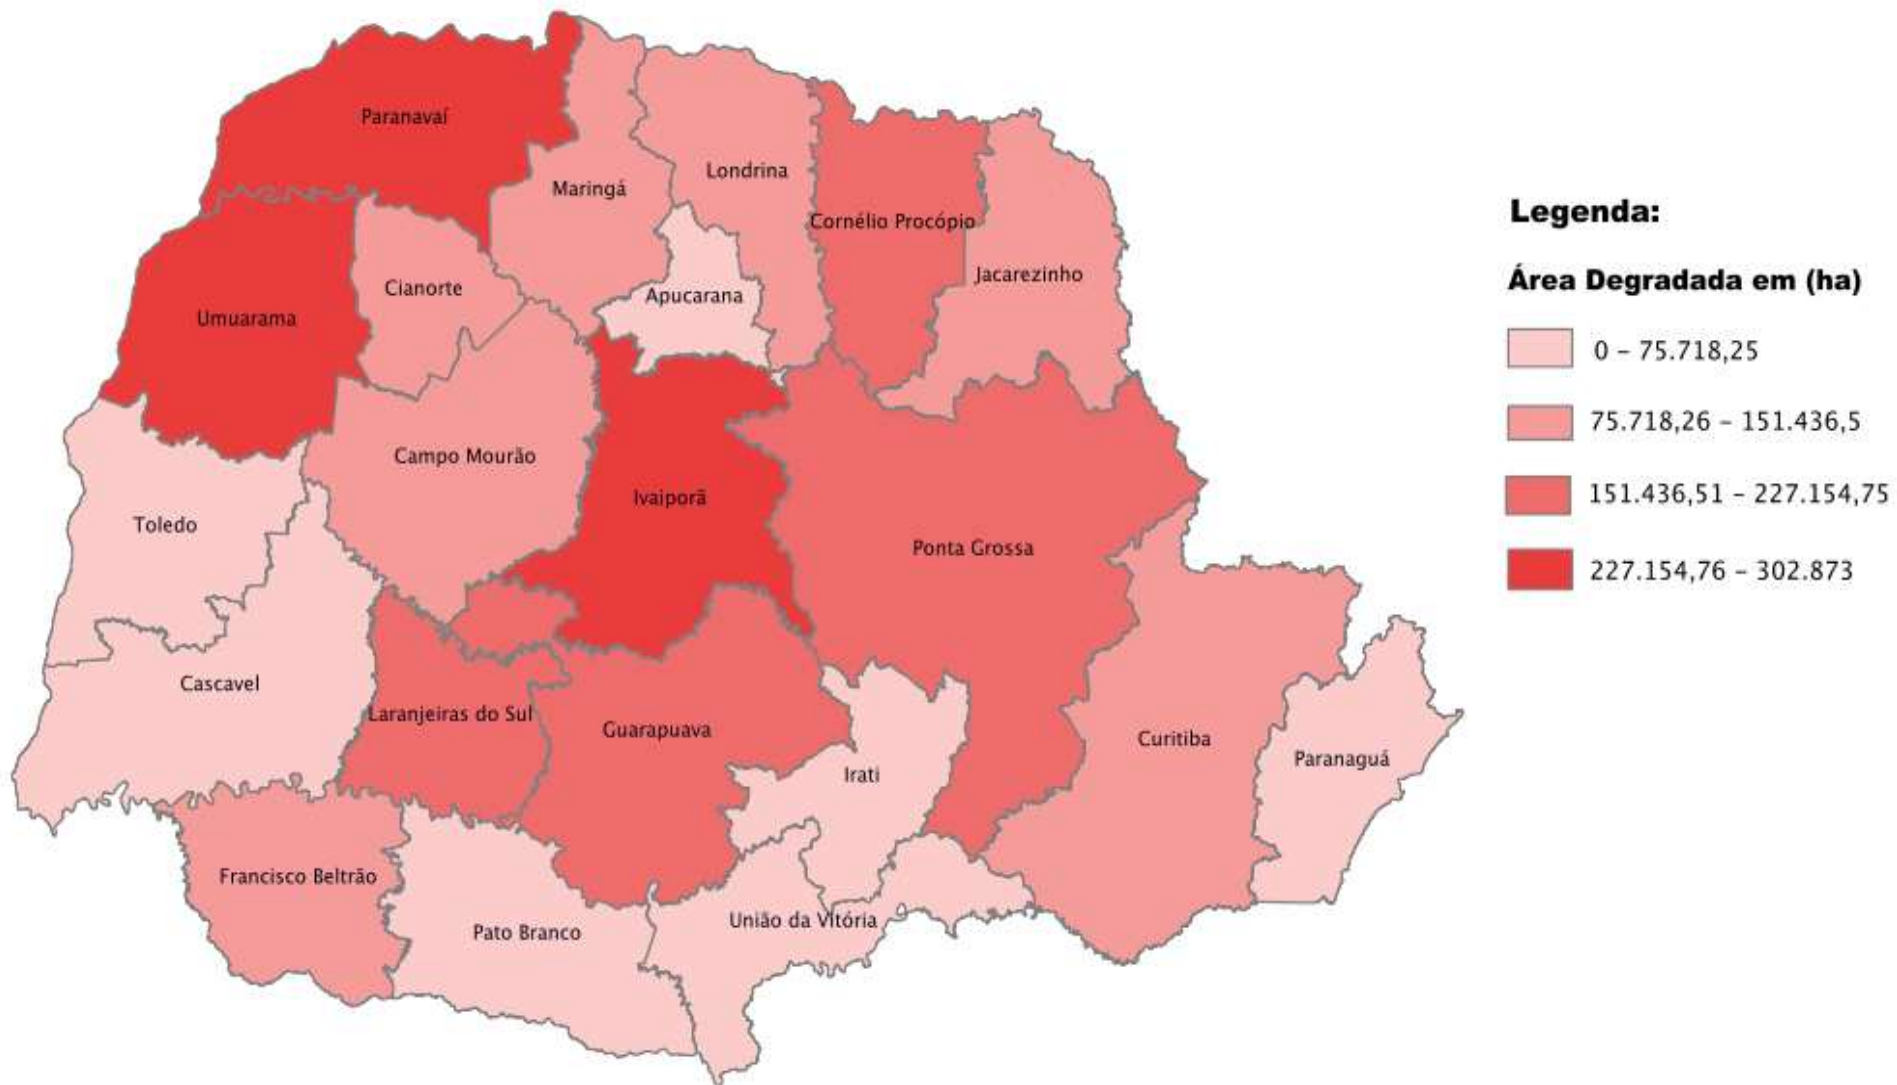 Paranavaí
Maringá
Londrina
Cornélio Procópio
Jacarezinho
Cianorte
Apucarana
Umuarama
Campo Mourão
Ivaiporã
Toledo
Ponta Grossa
Cascavel
Laranjeiras do Sul
Guarapuava
Curitiba
Irati
Paranaguá
Francisco Beltrão
Pato Branco
União da Vitória
Legenda:
Área Degradada em (ha)
0 – 75.718,25
75.718,26 – 151.436,5
151.436,51 – 227.154,75
227.154,76 – 302.873